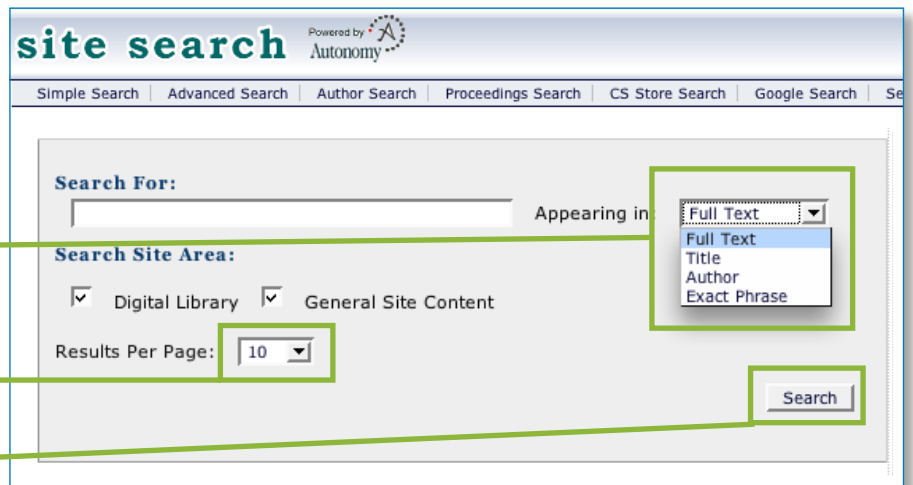 site search Powered by Autonomy
Simple Search | Advanced Search | Author Search | Proceedings Search | CS Store Search | Google Search | Se
Search For:
Appearing in: Full Text
Full Text
Title
Author
Exact Phrase
Search Site Area:
Digital Library General Site Content
Results Per Page: 10
Search